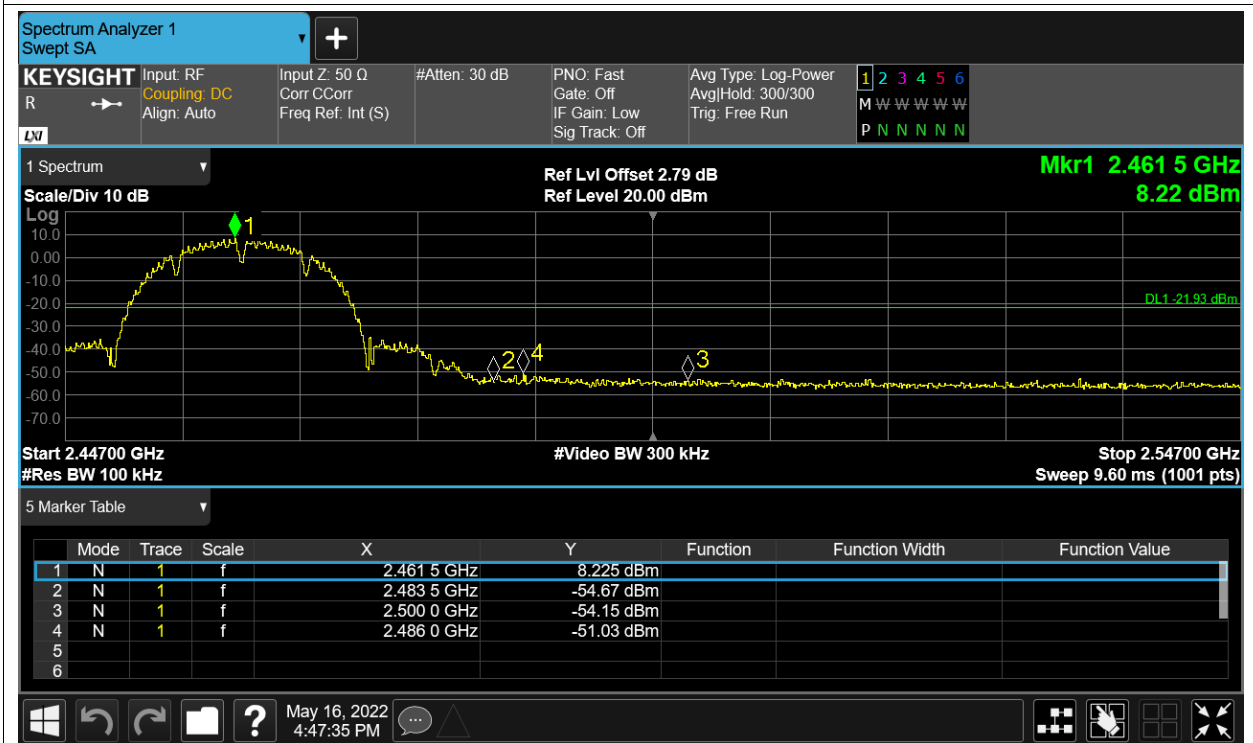 Spectrum Analyzer 1
Swept SA
KEYSIGHT
R
LXI
Input: RF
Coupling: DC
Align: Auto
Input Z: 50 Ω
Corr CCorr
Freq Ref: Int (S)
#Atten: 30 dB
PNO: Fast
Gate: Off
IF Gain: Low
Sig Track: Off
Avg Type: Log-Power
Avg|Hold: 300/300
Trig: Free Run
1 2 3 4 5 6
M W W W W W
P N N N N N
1 Spectrum
Scale/Div 10 dB
Ref Lvl Offset 2.79 dB
Ref Level 20.00 dBm
Mkr1 2.461 5 GHz
8.22 dBm
Log
10.0
0.00
-10.0
-20.0
-30.0
-40.0
-50.0
-60.0
-70.0
1
2
4
3
DL1 -21.93 dBm
Start 2.44700 GHz
#Video BW 300 kHz
Stop 2.54700 GHz
#Res BW 100 kHz
Sweep 9.60 ms (1001 pts)
5 Marker Table
Mode Trace Scale X Y Function Function Width Function Value
1 N 1 f 2.461 5 GHz 8.225 dBm
2 N 1 f 2.483 5 GHz -54.67 dBm
3 N 1 f 2.500 0 GHz -54.15 dBm
4 N 1 f 2.486 0 GHz -51.03 dBm
5
6
?
May 16, 2022
4:47:35 PM